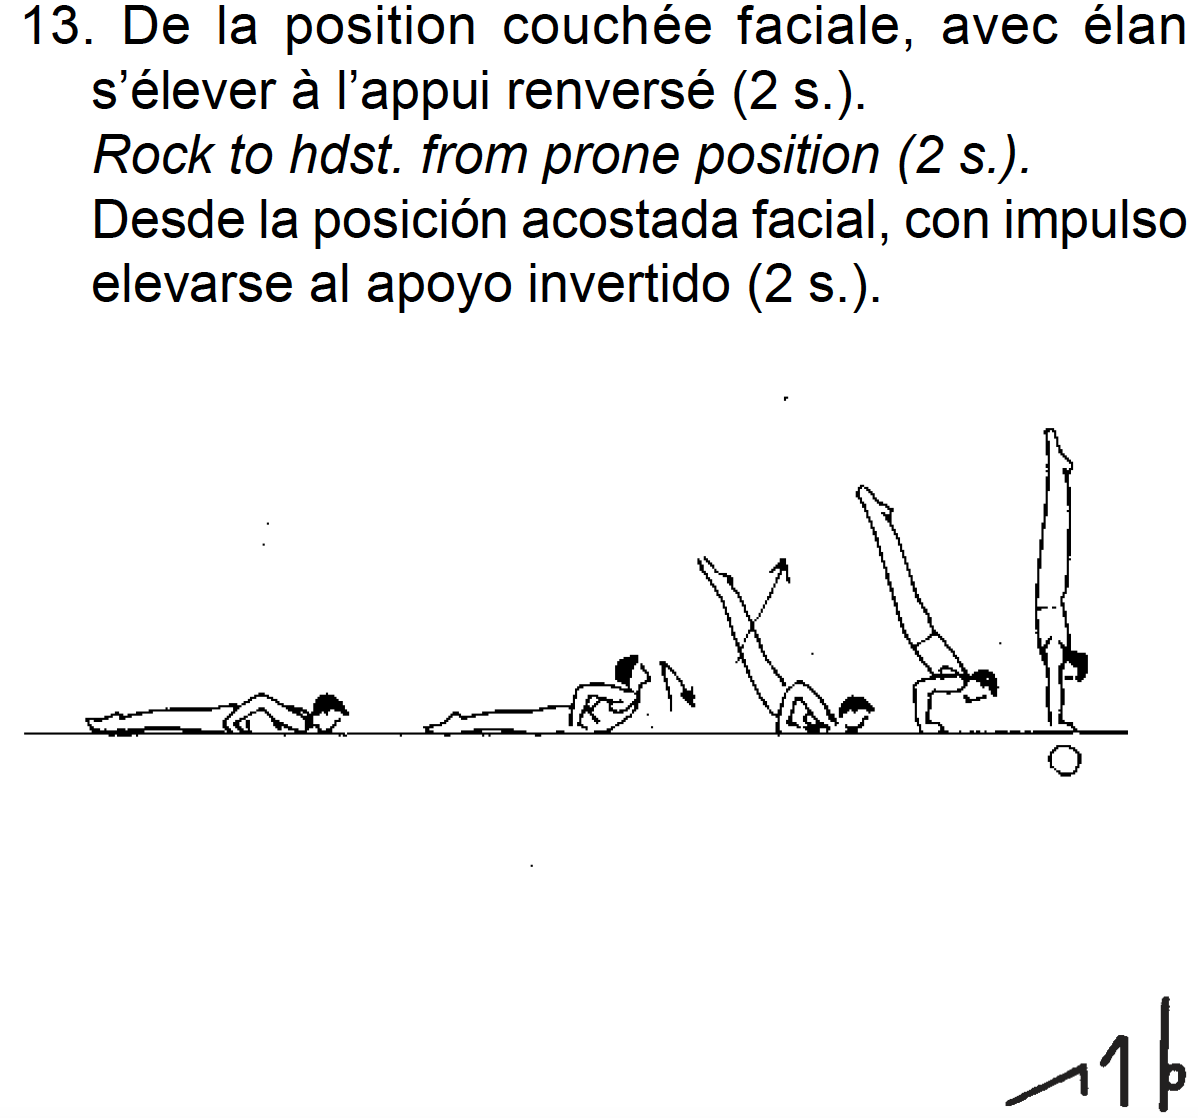 13. De la position couchée faciale, avec élan
s’élever à l’appui renversé (2 s.).
Rock to hdst. from prone position (2 s.).
Desde la posición acostada facial, con impulso
elevarse al apoyo invertido (2 s.).